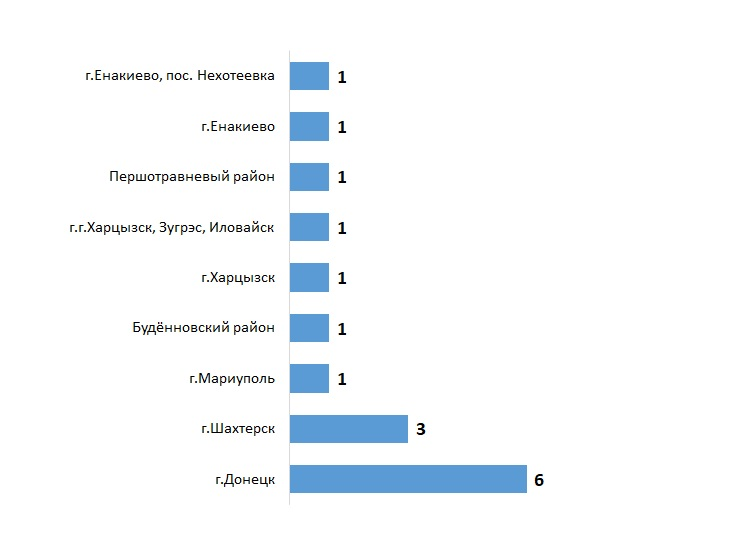 г.Енакиево, пос. Нехотеевка 1
г.Енакиево 1
Першотравневый район 1
г.г.Харцызск, Зугрэс, Иловайск 1
г.Харцызск 1
Будённовский район 1
г.Мариуполь 1
г.Шахтерск 3
г.Донецк 6